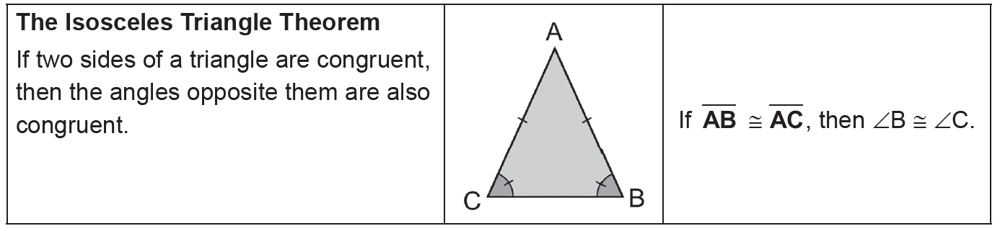 The Isosceles Triangle Theorem
If two sides of a triangle are congruent,
then the angles opposite them are also
congruent.
A
C
B
If AB ≅ AC, then ∠B ≅ ∠C.